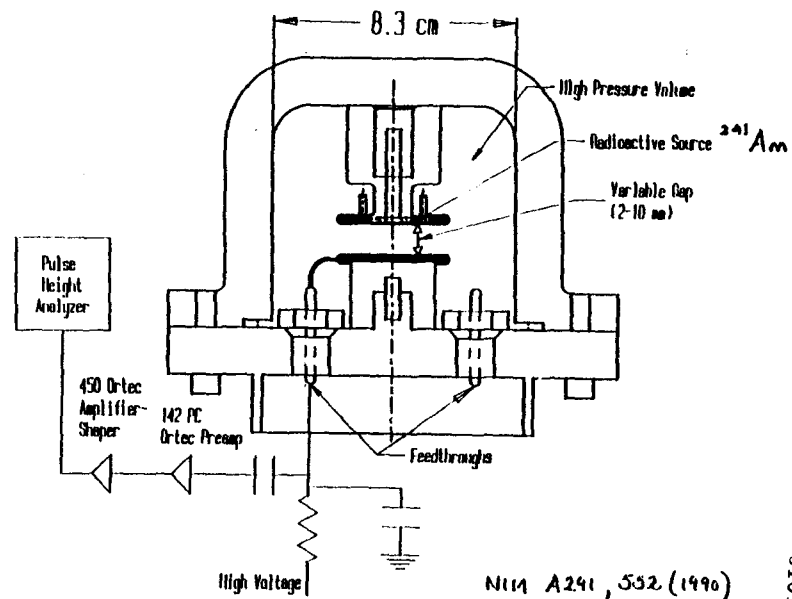 8.3 cm
High Pressure Volume
Radioactive Source ²⁴¹Am
Variable Gap
(2-10 mm)
Pulse
Height
Analyzer
450 Ortec
Amplifier-
Shaper
142 PC
Ortec Preamp
Feedthroughs
High Voltage
NIM A291, 552 (1990)